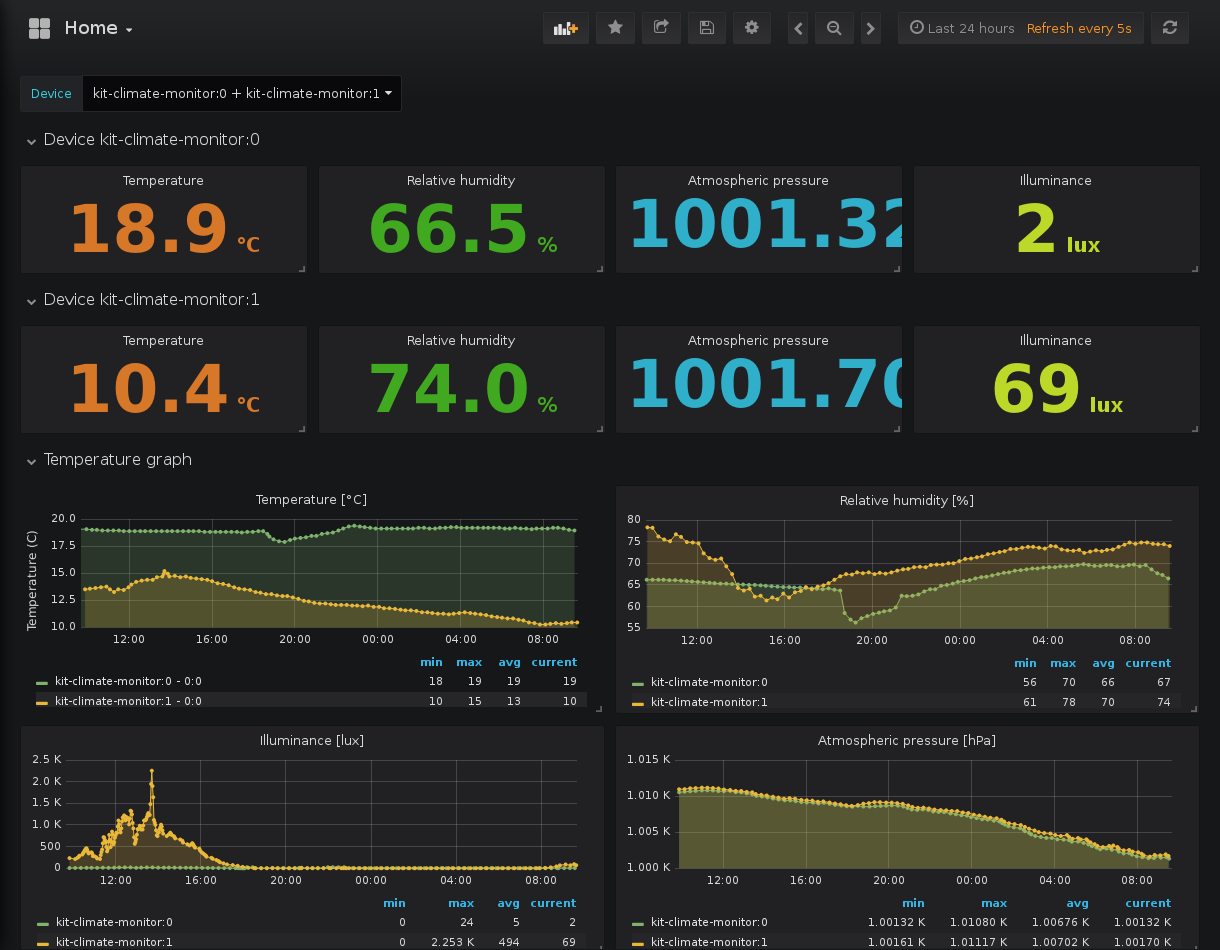 Home
Last 24 hours Refresh every 5s
Device kit-climate-monitor:0 + kit-climate-monitor:1
Device kit-climate-monitor:0
Temperature Relative humidity Atmospheric pressure Illuminance
18.9 °C 66.5 % 1001.32 2 lux
Device kit-climate-monitor:1
Temperature Relative humidity Atmospheric pressure Illuminance
10.4 °C 74.0 % 1001.70 69 lux
Temperature graph
Temperature [°C]
Temperature (C)
20.0
17.5
15.0
12.5
10.0
12:00 16:00 20:00 00:00 04:00 08:00
min max avg current
kit-climate-monitor:0 - 0:0 18 19 19 19
kit-climate-monitor:1 - 0:0 10 15 13 10
Relative humidity [%]
80
75
70
65
60
55
12:00 16:00 20:00 00:00 04:00 08:00
min max avg current
kit-climate-monitor:0 56 70 66 67
kit-climate-monitor:1 61 78 70 74
Illuminance [lux]
2.5 K
2.0 K
1.5 K
1.0 K
500
0
12:00 16:00 20:00 00:00 04:00 08:00
min max avg current
kit-climate-monitor:0 0 24 5 2
kit-climate-monitor:1 0 2.253 K 494 69
Atmospheric pressure [hPa]
1.015 K
1.010 K
1.005 K
1.000 K
12:00 16:00 20:00 00:00 04:00 08:00
min max avg current
kit-climate-monitor:0 1.00132 K 1.01080 K 1.00676 K 1.00132 K
kit-climate-monitor:1 1.00161 K 1.01117 K 1.00702 K 1.00170 K